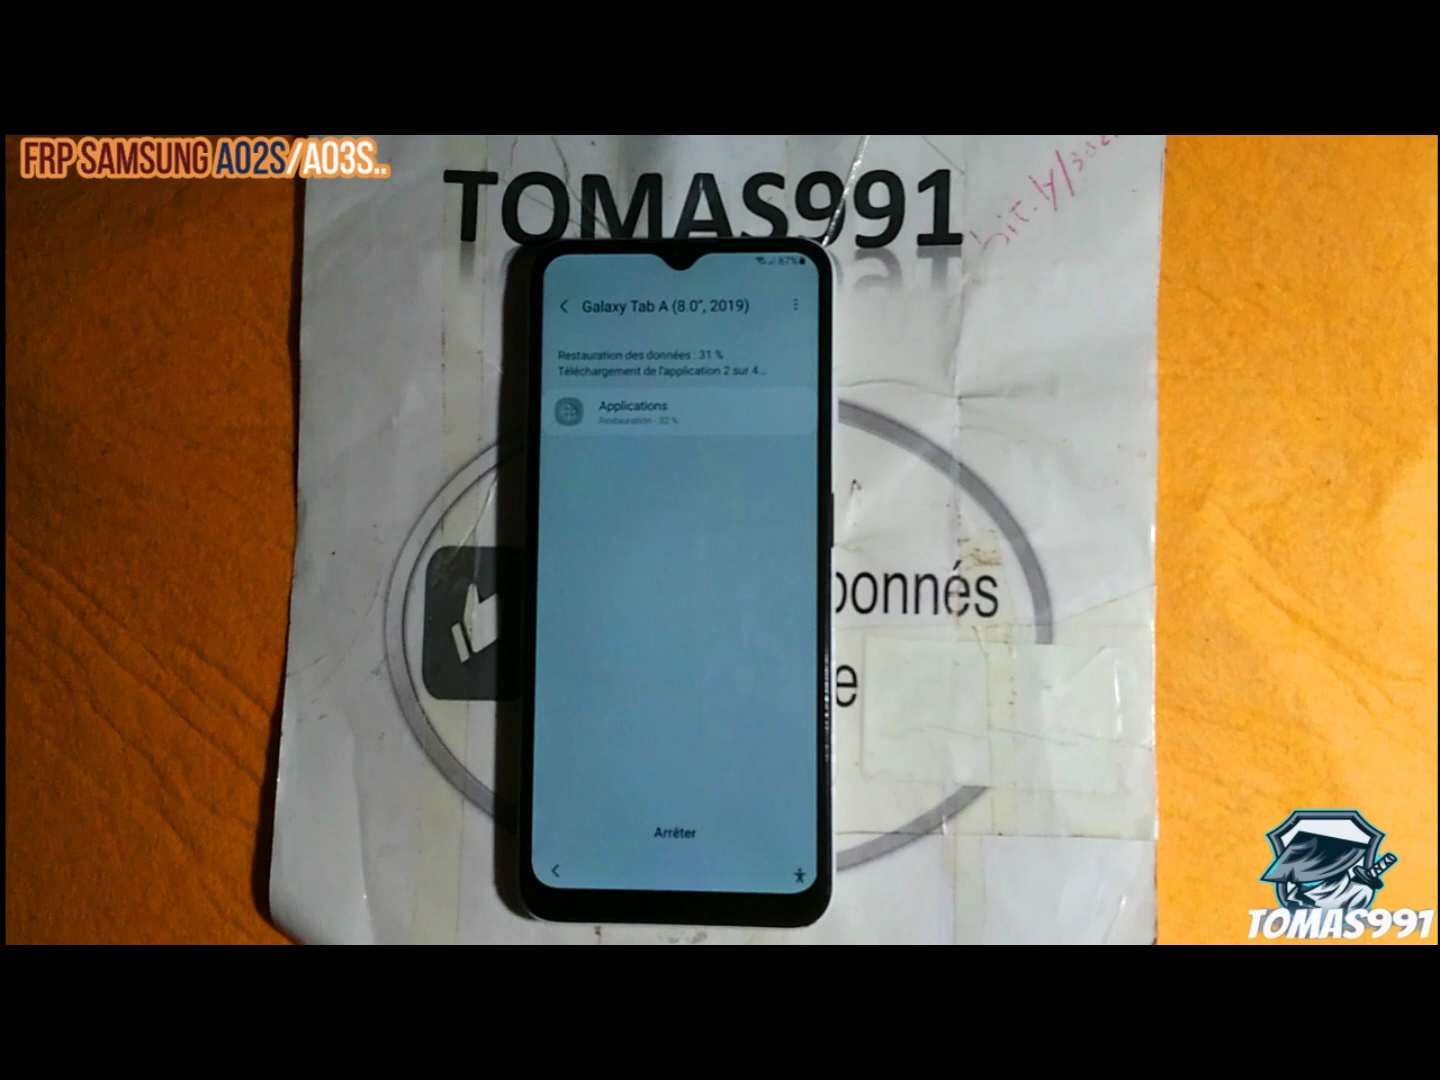 FRP SAMSUNG A02S/A03S..
TOMAS991
67%
Galaxy Tab A (8.0", 2019)
Restauration des données : 31 %
Téléchargement de l'application 2 sur 4...
Applications
Restauration : 32 %
onnés
e
Arrêter
TOMAS991